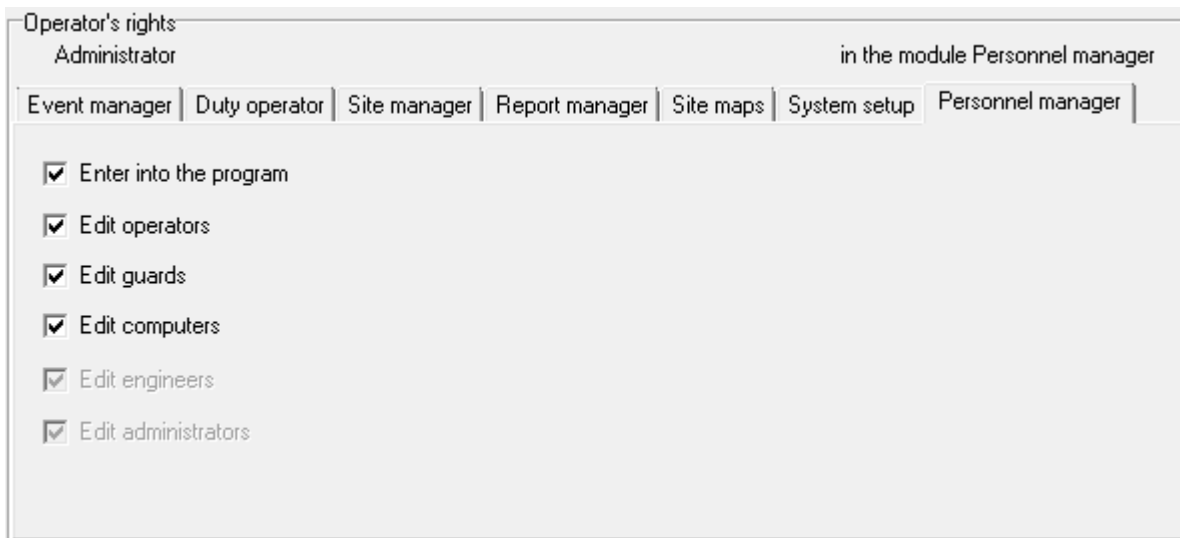 Operator's rights
Administrator in the module Personnel manager
Event manager Duty operator Site manager Report manager Site maps System setup Personnel manager
Enter into the program
Edit operators
Edit guards
Edit computers
Edit engineers
Edit administrators